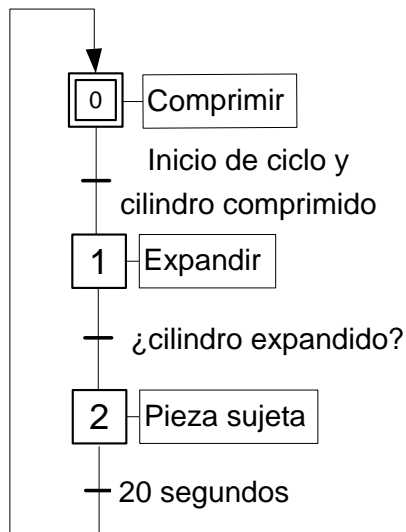 0
Comprimir
Inicio de ciclo y
cilindro comprimido
1
Expandir
¿cilindro expandido?
2
Pieza sujeta
20 segundos